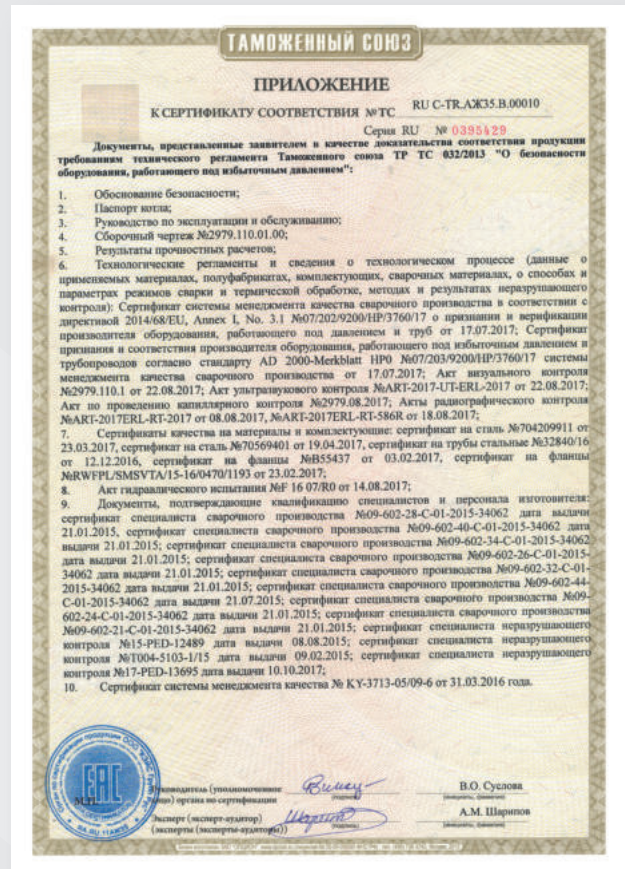 ТАМОЖЕННЫЙ СОЮЗ
ПРИЛОЖЕНИЕ
К СЕРТИФИКАТУ СООТВЕТСТВИЯ № ТС RU C-TR.АЖ35.В.00010
Серия RU № 0395429
Документы, представленные заявителем в качестве доказательства соответствия продукции
требованиям технического регламента Таможенного союза ТР ТС 032/2013 "О безопасности
оборудования, работающего под избыточным давлением":
1. Обоснование безопасности;
2. Паспорт котла;
3. Руководство по эксплуатации и обслуживанию;
4. Сборочный чертеж №2979.110.01.00;
5. Результаты прочностных расчетов;
6. Технологические регламенты и сведения о технологическом процессе (данные о
применяемых материалах, полуфабрикатах, комплектующих, сварочных материалах, о способах и
параметрах режимов сварки и термической обработке, методах и результатах неразрушающего
контроля): Сертификат системы менеджмента качества сварочного производства в соответствии с
директивой 2014/68/EU, Annex I, No. 3.1 №07/202/9200/HP/3760/17 о признании и верификации
производителя оборудования, работающего под давлением и труб от 17.07.2017; Сертификат
признания и соответствия производителя оборудования, работающего под избыточным давлением и
трубопроводов согласно стандарту AD 2000-Merkblatt HP0 №07/203/9200/HP/3760/17 системы
менеджмента качества сварочного производства от 17.07.2017; Акт визуального контроля
№2979.110.1 от 22.08.2017; Акт ультразвукового контроля №ART-2017-UT-ERL-2017 от 22.08.2017;
Акт по проведению капиллярного контроля №2979.08.2017; Акты радиографического контроля
№ART-2017ERL-RT-2017 от 08.08.2017, №ART-2017ERL-RT-586R от 18.08.2017;
7. Сертификаты качества на материалы и комплектующие: сертификат на сталь №704209911 от
23.03.2017, сертификат на сталь №70569401 от 19.04.2017, сертификат на трубы стальные №32840/16
от 12.12.2016, сертификат на фланцы №B55437 от 03.02.2017, сертификат на фланцы
№RWFPL/SMSVTA/15-16/0470/1193 от 23.02.2017;
8. Акт гидравлического испытания №F 16 07/R0 от 14.08.2017;
9. Документы, подтверждающие квалификацию специалистов и персонала изготовителя:
сертификат специалиста сварочного производства №09-602-28-C-01-2015-34062 дата выдачи
21.01.2015, сертификат специалиста сварочного производства №09-602-40-C-01-2015-34062 дата
выдачи 21.01.2015; сертификат специалиста сварочного производства №09-602-34-C-01-2015-34062
дата выдачи 21.01.2015; сертификат специалиста сварочного производства №09-602-26-C-01-2015-
34062 дата выдачи 21.01.2015; сертификат специалиста сварочного производства №09-602-32-C-01-
2015-34062 дата выдачи 21.01.2015; сертификат специалиста сварочного производства №09-602-44-
C-01-2015-34062 дата выдачи 21.07.2015; сертификат специалиста сварочного производства №09-
602-24-C-01-2015-34062 дата выдачи 21.01.2015; сертификат специалиста сварочного производства
№09-602-21-C-01-2015-34062 дата выдачи 21.01.2015; сертификат специалиста неразрушающего
контроля №15-PED-12489 дата выдачи 08.08.2015; сертификат специалиста неразрушающего
контроля №T004-5103-1/15 дата выдачи 09.02.2015; сертификат специалиста неразрушающего
контроля №17-PED-13695 дата выдачи 10.10.2017;
10. Сертификат системы менеджмента качества № KY-3713-05/09-6 от 31.03.2016 года.
EAC
М.П.
Руководитель (уполномоченное
лицо) органа по сертификации
(подпись)
В.О. Суслова
(инициалы, фамилия)
Эксперт (эксперт-аудитор)
(эксперты (эксперты-аудиторы))
(подпись)
А.М. Шарипов
(инициалы, фамилия)